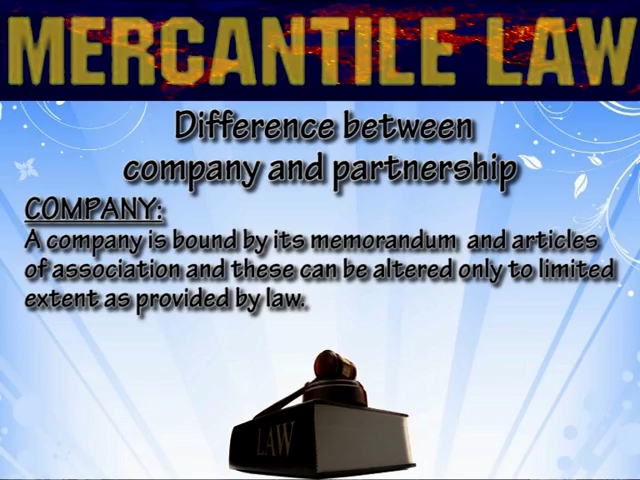 MERCANTILE LAW
Difference between
company and partnership
COMPANY:
A company is bound by its memorandum and articles
of association and these can be altered only to limited
extent as provided by law.
LAW